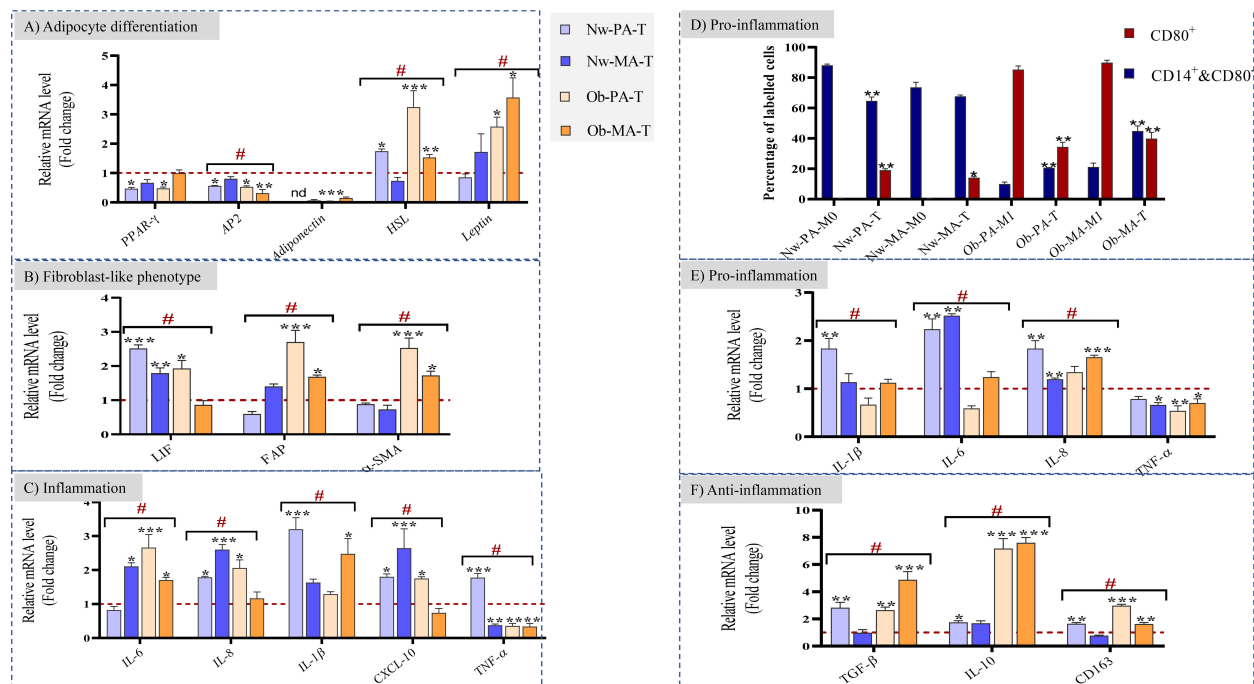 A) Adipocyte differentiation
Relative mRNA level
(Fold change)
5
4
3
2
1
0
#
#
#
*
*
*
*
**
nd
***
*
***
**
*
*
PPAR-γ
AP2
Adiponectin
HSL
Leptin
Nw-PA-T
Nw-MA-T
Ob-PA-T
Ob-MA-T
B) Fibroblast-like phenotype
Relative mRNA level
(Fold change)
4
3
2
1
0
#
#
#
***
**
*
***
*
***
*
LIF
FAP
α-SMA
C) Inflammation
Relative mRNA level
(Fold change)
4
3
2
1
0
#
#
#
#
#
*
***
*
*
***
*
***
*
*
***
*
***
**
**
**
IL-6
IL-8
IL-1β
CXCL-10
TNF-α
D) Pro-inflammation
Percentage of labelled cells
100
80
60
40
20
0
CD80+
CD14+&CD80
**
**
*
**
**
**
**
Nw-PA-M0
Nw-PA-T
Nw-MA-M0
Nw-MA-T
Ob-PA-M1
Ob-PA-T
Ob-MA-M1
Ob-MA-T
E) Pro-inflammation
Relative mRNA level
(Fold change)
3
2
1
0
#
#
#
**
**
**
**
**
***
*
**
*
IL-1β
IL-6
IL-8
TNF-α
F) Anti-inflammation
Relative mRNA level
(Fold change)
10
8
6
4
2
0
#
#
#
**
**
***
*
***
***
**
***
**
TGF-β
IL-10
CD163